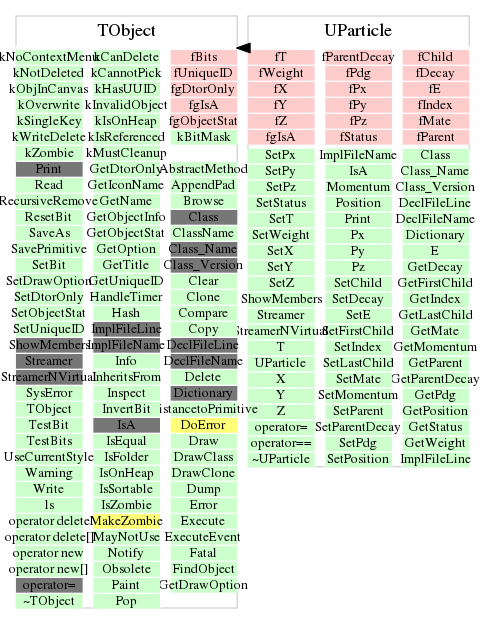 TObject UParticle
kNoContextMenu kCanDelete fBits fT fParentDecay fChild
kNotDeleted kCannotPick fUniqueID fWeight fPdg fDecay
kObjInCanvas kHasUUID fgDtorOnly fX fPx fE
kOverwrite kInvalidObject fgIsA fY fPy fIndex
kSingleKey kIsOnHeap fgObjectStat fZ fPz fMate
kWriteDelete kIsReferenced kBitMask fgIsA fStatus fParent
kZombie kMustCleanup SetPx ImplFileName Class
Print GetDtorOnly AbstractMethod SetPy IsA Class_Name
Read GetIconName AppendPad SetPz Momentum Class_Version
RecursiveRemove GetName Browse SetStatus Position DeclFileLine
ResetBit GetObjectInfo Class SetT Print DeclFileName
SaveAs GetObjectStat ClassName SetWeight Px Dictionary
SavePrimitive GetOption Class_Name SetX Py E
SetBit GetTitle Class_Version SetY Pz GetDecay
SetDrawOption GetUniqueID Clear SetZ SetChild GetFirstChild
SetDtorOnly HandleTimer Clone ShowMembers SetDecay GetIndex
SetObjectStat Hash Compare Streamer SetE GetLastChild
SetUniqueID ImplFileLine Copy StreamerNVirtual SetFirstChild GetMate
ShowMembers ImplFileName DeclFileLine T SetIndex GetMomentum
Streamer Info DeclFileName UParticle SetLastChild GetParent
StreamerNVirtual InheritsFrom Delete X SetMate GetParentDecay
SysError Inspect Dictionary Y SetMomentum GetPdg
TObject InvertBit istancetoPrimitive Z SetParent GetPosition
TestBit IsA DoError operator= SetParentDecay GetStatus
TestBits IsEqual Draw operator== SetPdg GetWeight
UseCurrentStyle IsFolder DrawClass ~UParticle SetPosition ImplFileLine
Warning IsOnHeap DrawClone
Write IsSortable Dump
ls IsZombie Error
operator delete MakeZombie Execute
operator delete[] MayNotUse ExecuteEvent
operator new Notify Fatal
operator new[] Obsolete FindObject
operator= Paint GetDrawOption
~TObject Pop